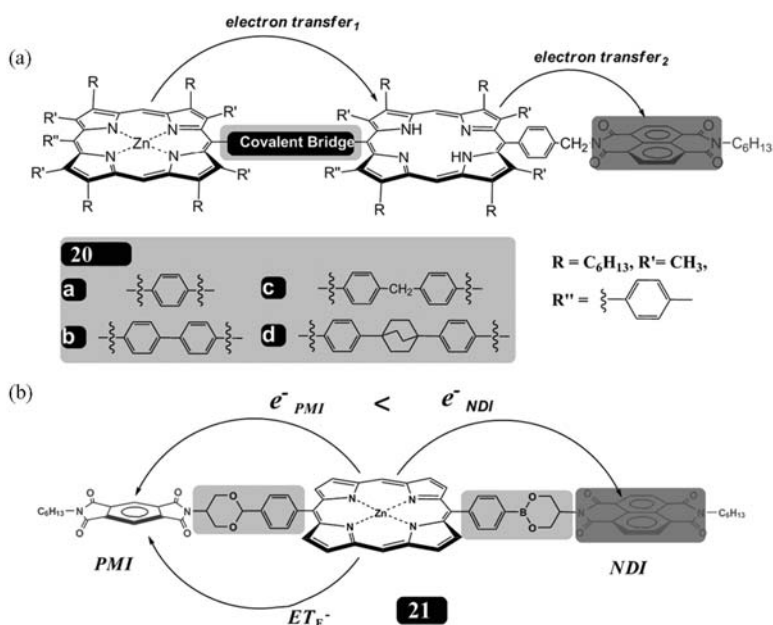 (a)
electron transfer1
electron transfer2
R R R R
R' R' R' R'
R'' Zn N N N N NH N N HN
Covalent Bridge
R' R' R'' R'
R R R R
CH2
O O O O
N C6H13
20
a
c
CH2
b
d
R = C6H13, R'= CH3,
R'' =
(b)
e- PMI < e- NDI
C6H13 N O O O O N O O Zn N N N N B O O N O O O O N C6H13
PMI
NDI
ETE-
21